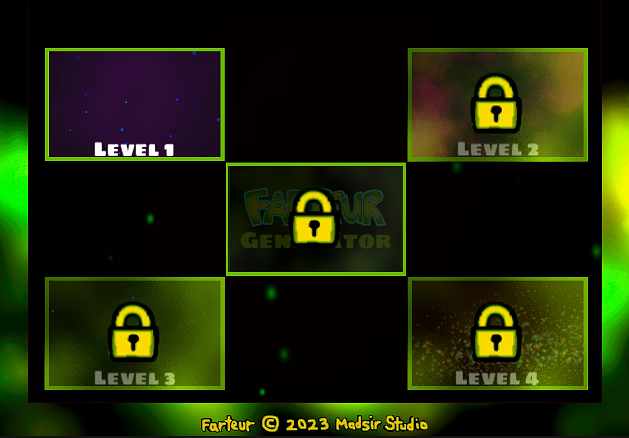 LEVEL 1
LEVEL 2
FARTEUR
GENERATOR
LEVEL 3
LEVEL 4
Farteur © 2023 Madsir Studio